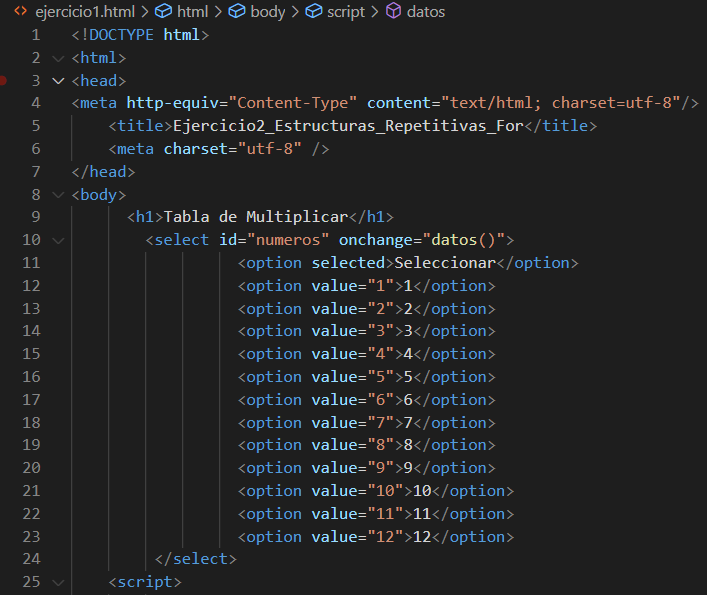 ejercicio1.html > html > body > script > datos
1 <!DOCTYPE html>
2 <html>
3 <head>
4 <meta http-equiv="Content-Type" content="text/html; charset=utf-8"/>
5 <title>Ejercicio2_Estructuras_Repetitivas_For</title>
6 <meta charset="utf-8" />
7 </head>
8 <body>
9 <h1>Tabla de Multiplicar</h1>
10 <select id="numeros" onchange="datos()">
11 <option selected>Seleccionar</option>
12 <option value="1">1</option>
13 <option value="2">2</option>
14 <option value="3">3</option>
15 <option value="4">4</option>
16 <option value="5">5</option>
17 <option value="6">6</option>
18 <option value="7">7</option>
19 <option value="8">8</option>
20 <option value="9">9</option>
21 <option value="10">10</option>
22 <option value="11">11</option>
23 <option value="12">12</option>
24 </select>
25 <script>